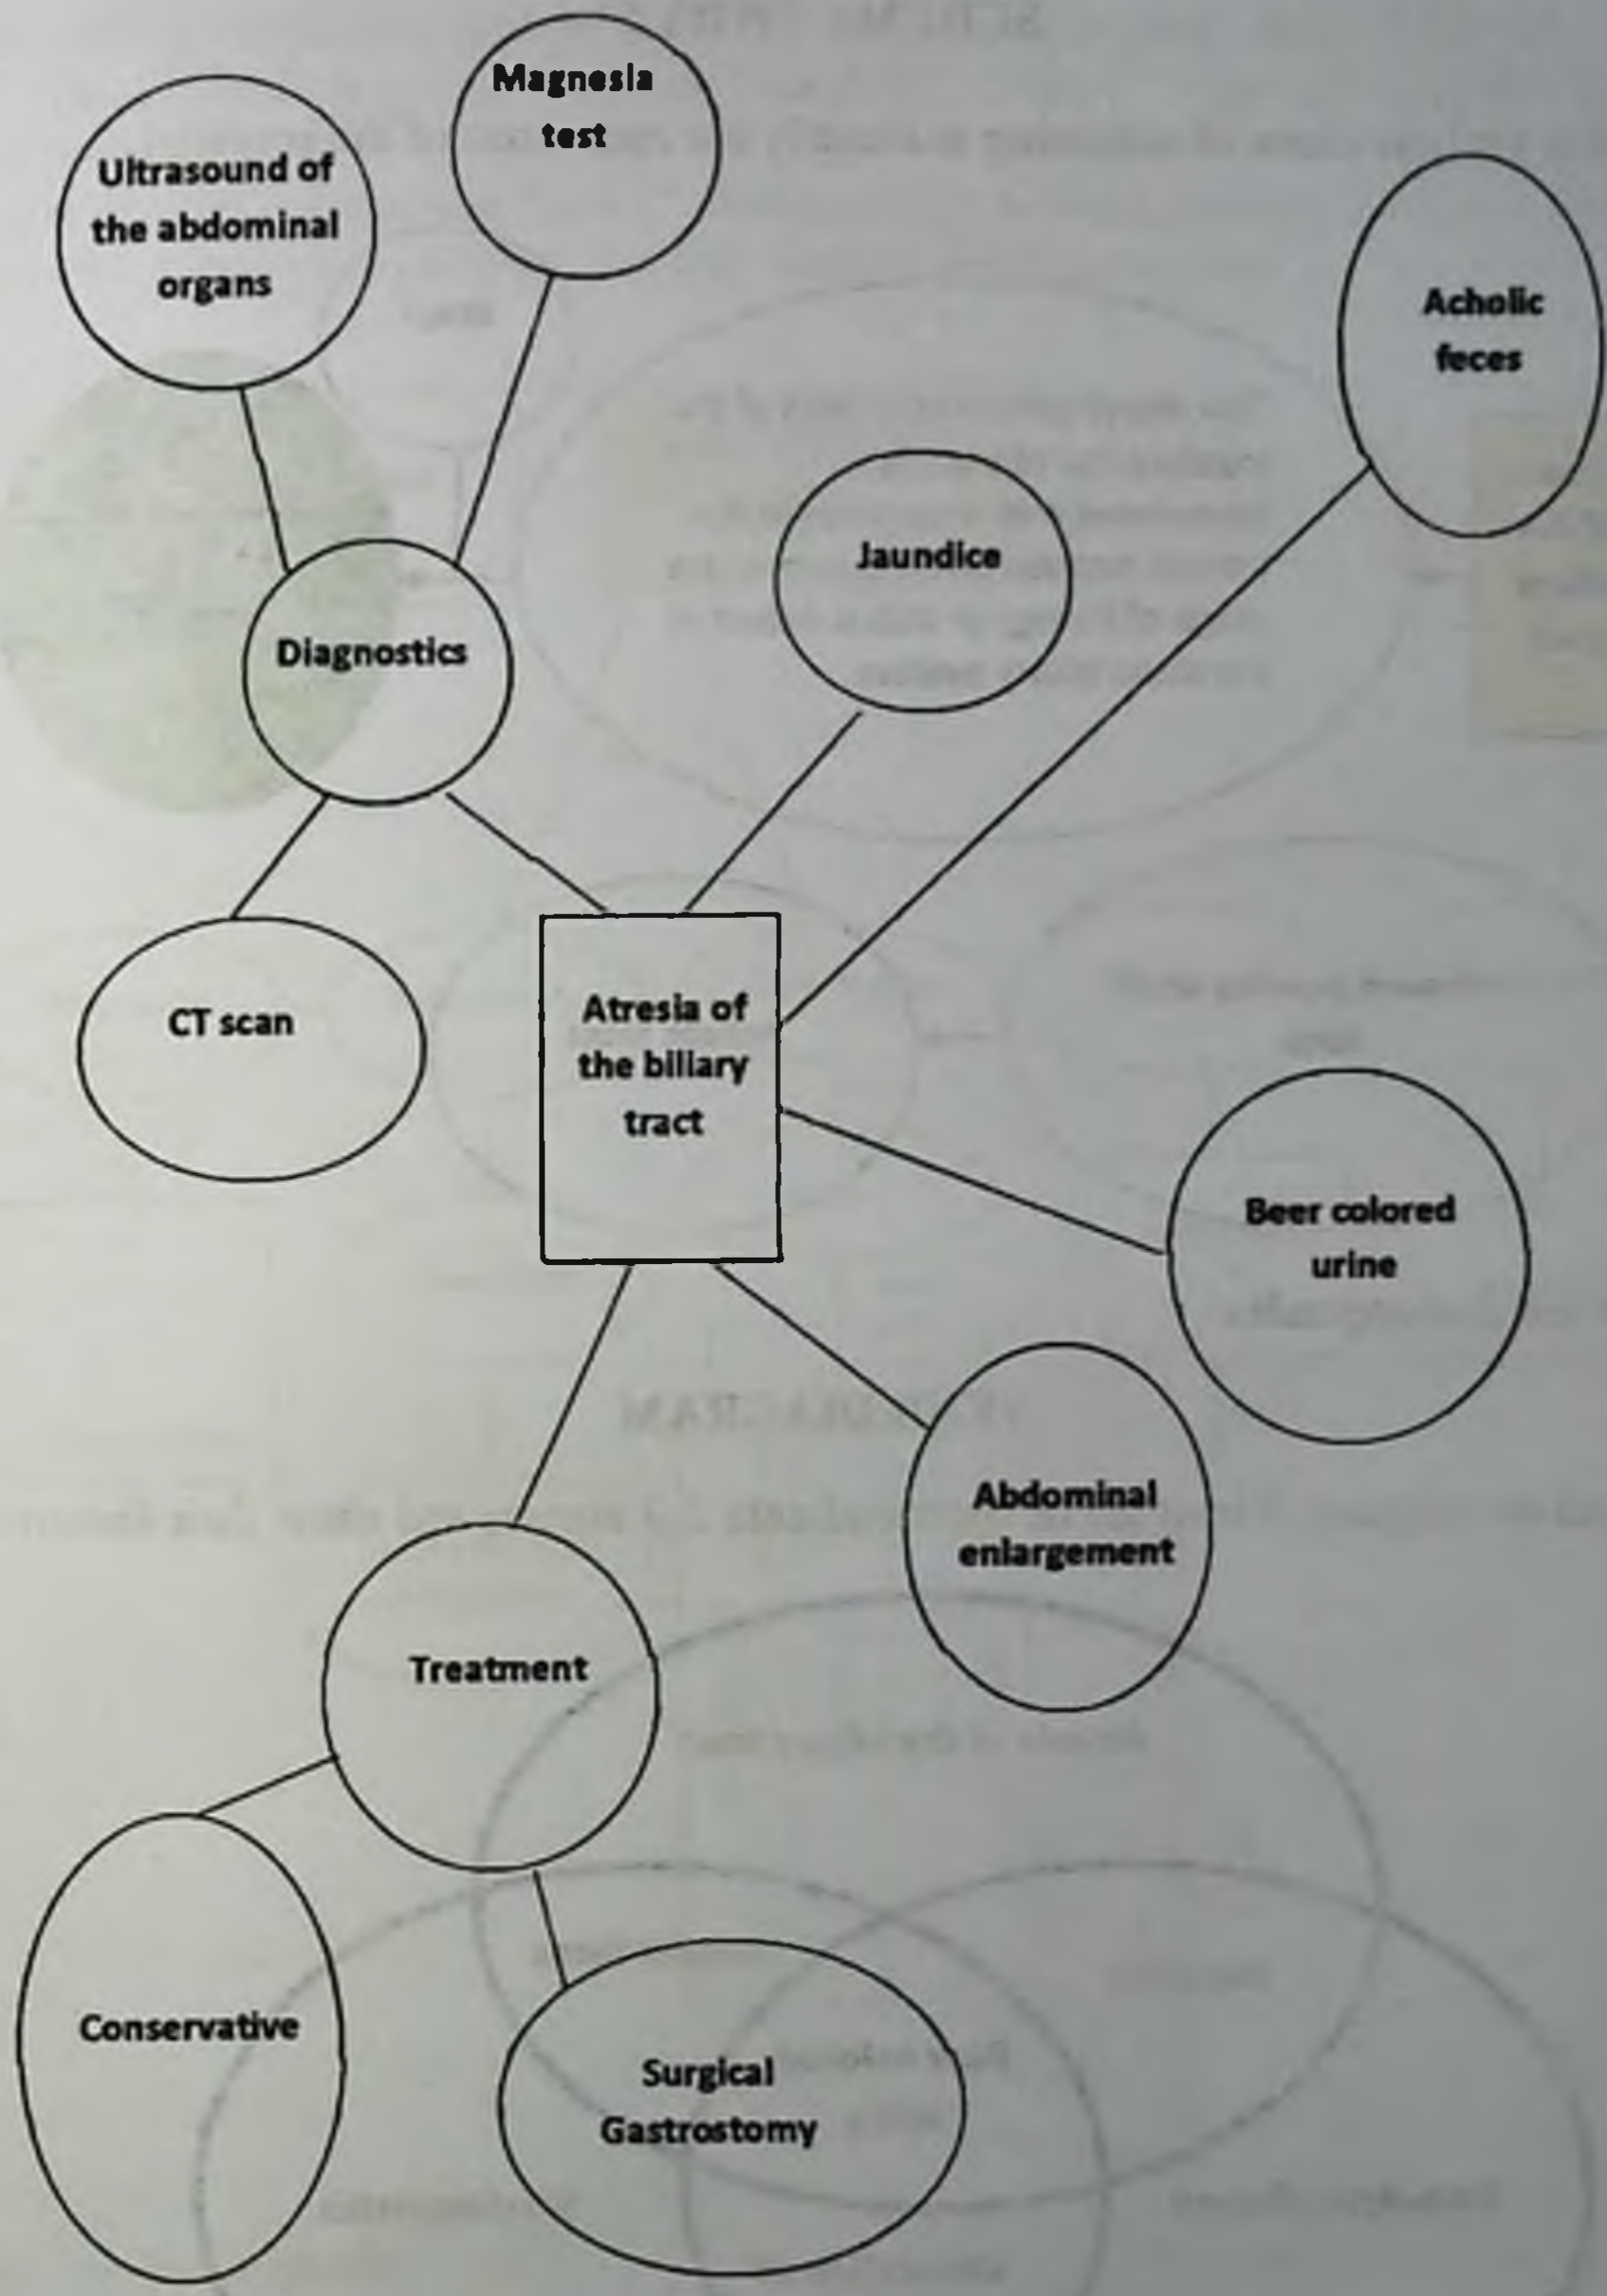 Magnesia
test
Ultrasound of
the abdominal
organs
Acholic
feces
Jaundice
Diagnostics
CT scan
Atresia of
the biliary
tract
Beer colored
urine
Abdominal
enlargement
Treatment
Conservative
Surgical
Gastrostomy